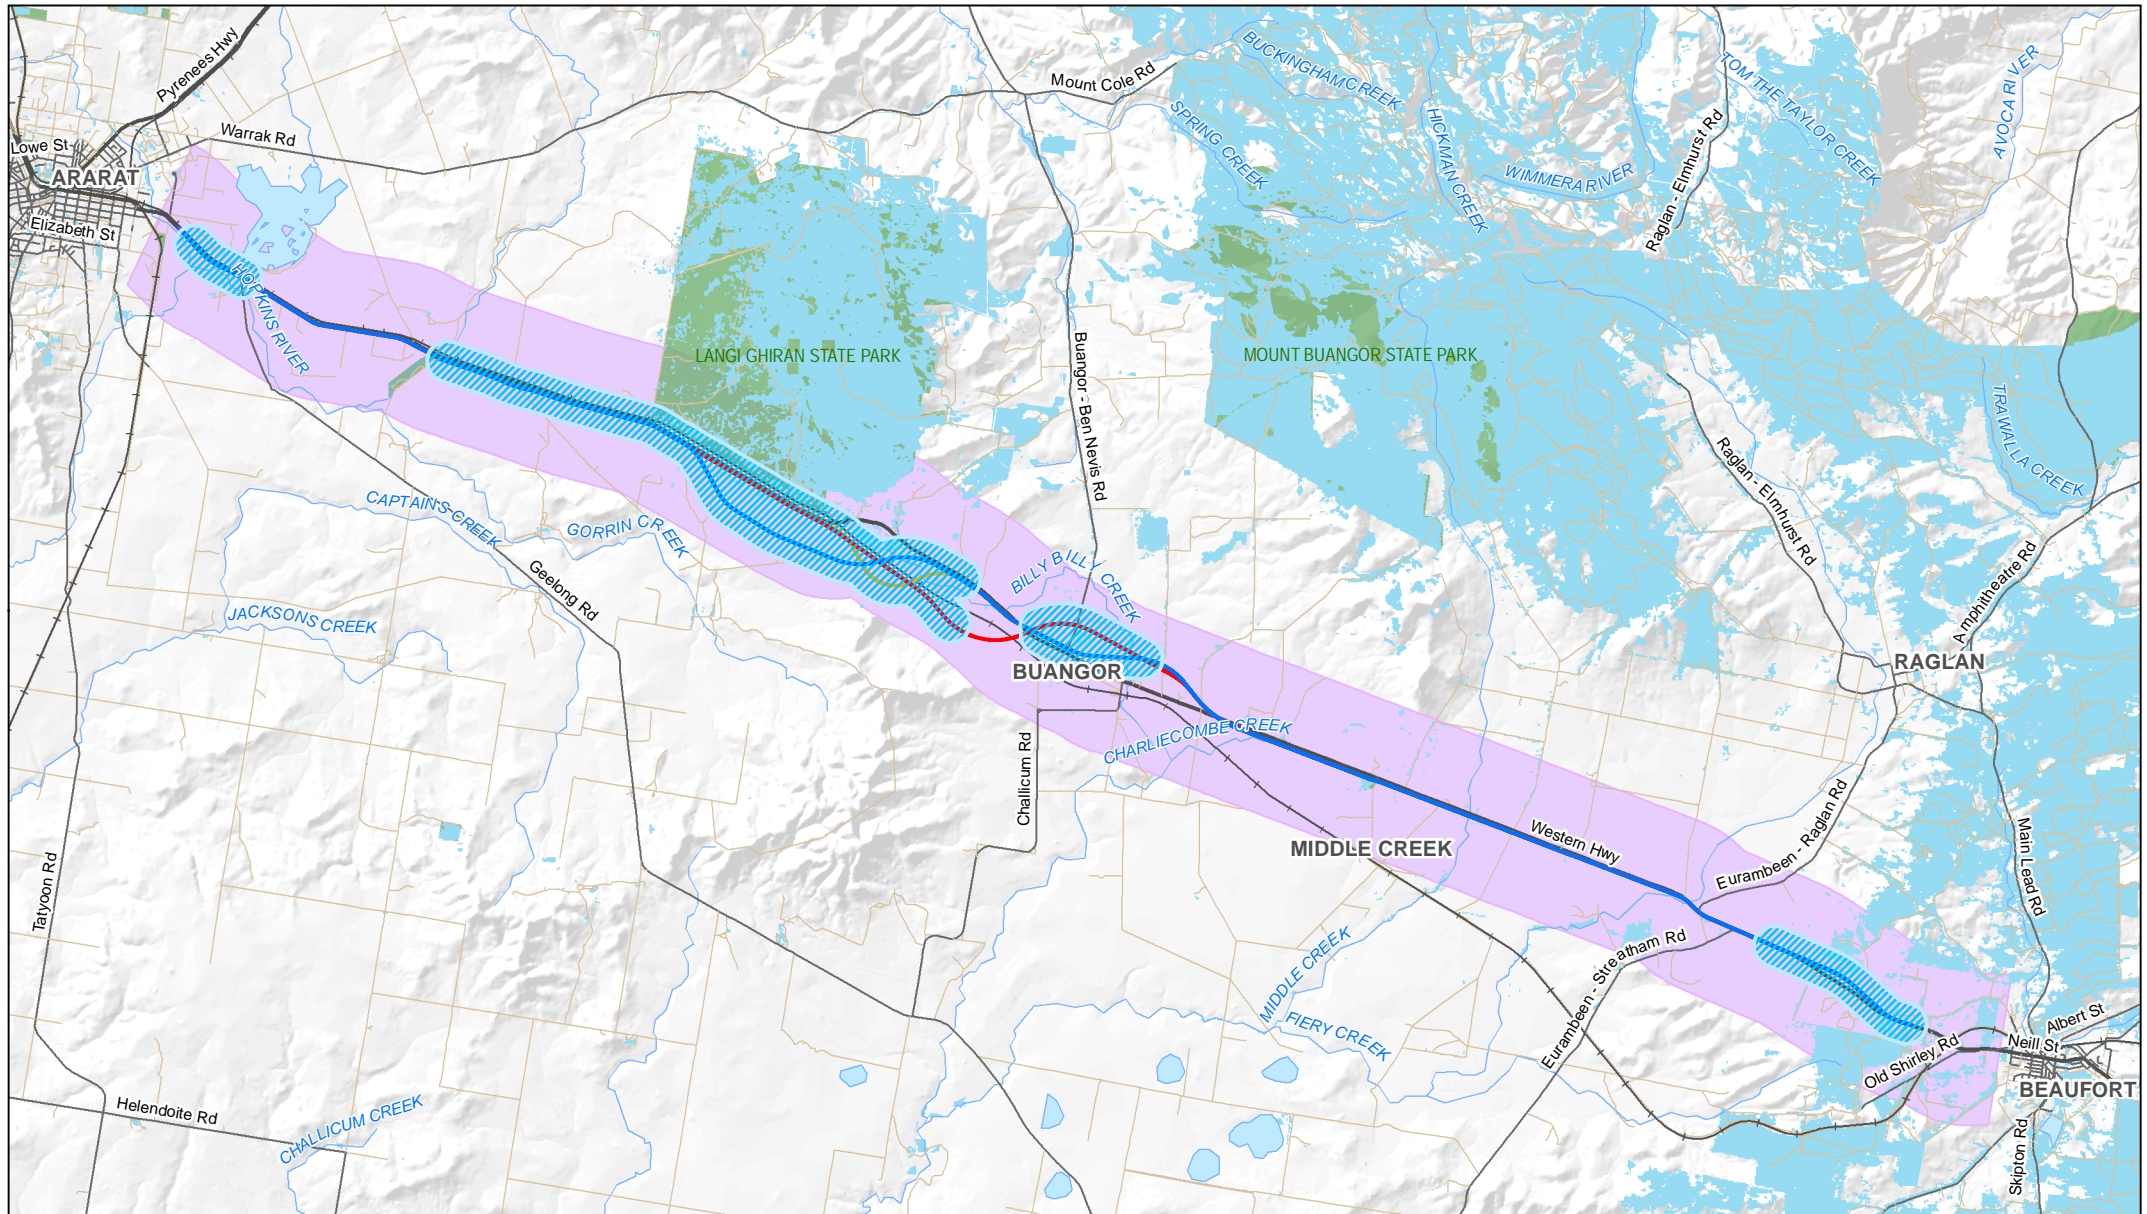 Pyrenees Hwy
Mount Cole Rd
BUCKINGHAM CREEK
TOM THE TAYLOR CREEK
AVOCA RIVER
Lowe St
Warrak Rd
SPRING CREEK
HICKMAN CREEK
WIMMERA RIVER
Raglan - Elmhurst Rd
ARARAT
Elizabeth St
HOPKINS RIVER
LANGI GHIRAN STATE PARK
MOUNT BUANGOR STATE PARK
Buangor - Ben Nevis Rd
TRAWALLA CREEK
Raglan - Elmhurst Rd
CAPTAINS CREEK
GORRIN CREEK
Geelong Rd
BILLY BILLY CREEK
Amphitheatre Rd
JACKSONS CREEK
BUANGOR
RAGLAN
CHARLIECOMBE CREEK
Challicum Rd
Western Hwy
MIDDLE CREEK
Eurambeen - Raglan Rd
Main Lead Rd
Tatyoon Rd
Eurambeen - Streatham Rd
MIDDLE CREEK
FIERY CREEK
Albert St
Neill St
Old Shirley Rd
BEAUFORT
Helendoite Rd
CHALLICUM CREEK
Skipton Rd